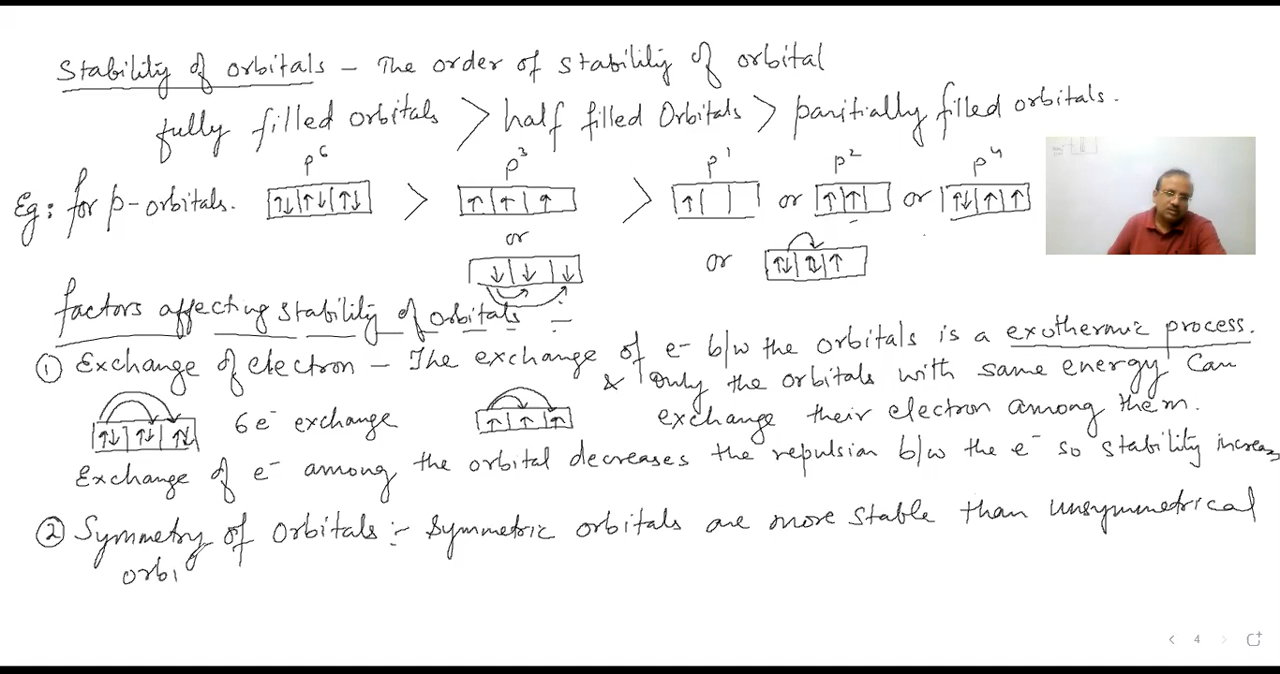 Stability of orbitals – The order of stability of orbital
fully filled orbitals > half filled Orbitals > paritially filled orbitals.
p⁶ p³ p¹ p² p⁴
Eg: for p-orbitals. ↑↓ ↑↓ ↑↓ > ↑ ↑ ↑ > ↑ or ↑ ↑ or ↑↓ ↑ ↑
or
↓ ↓ ↓ or ↑↓ ↑↓ ↑
factors affecting stability of orbitals :-
① Exchange of electron – The exchange of e⁻ b/w the orbitals is a exothermic process.
& Only the orbitals with same energy Can
↑↓ ↑↓ ↑↓ 6e⁻ exchange ↑ ↑ ↑ exchange their electron among them.
Exchange of e⁻ among the orbital decreases the repulsion b/w the e⁻ so stability increas
② Symmetry of orbitals :- Symmetric orbitals are more stable than unsymmetrical
orbi
< 4 >